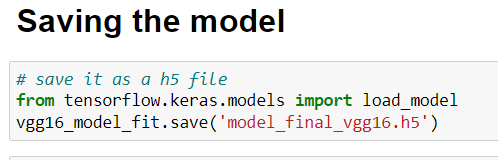 Saving the model
# save it as a h5 file
from tensorflow.keras.models import load_model
vgg16_model_fit.save('model_final_vgg16.h5')